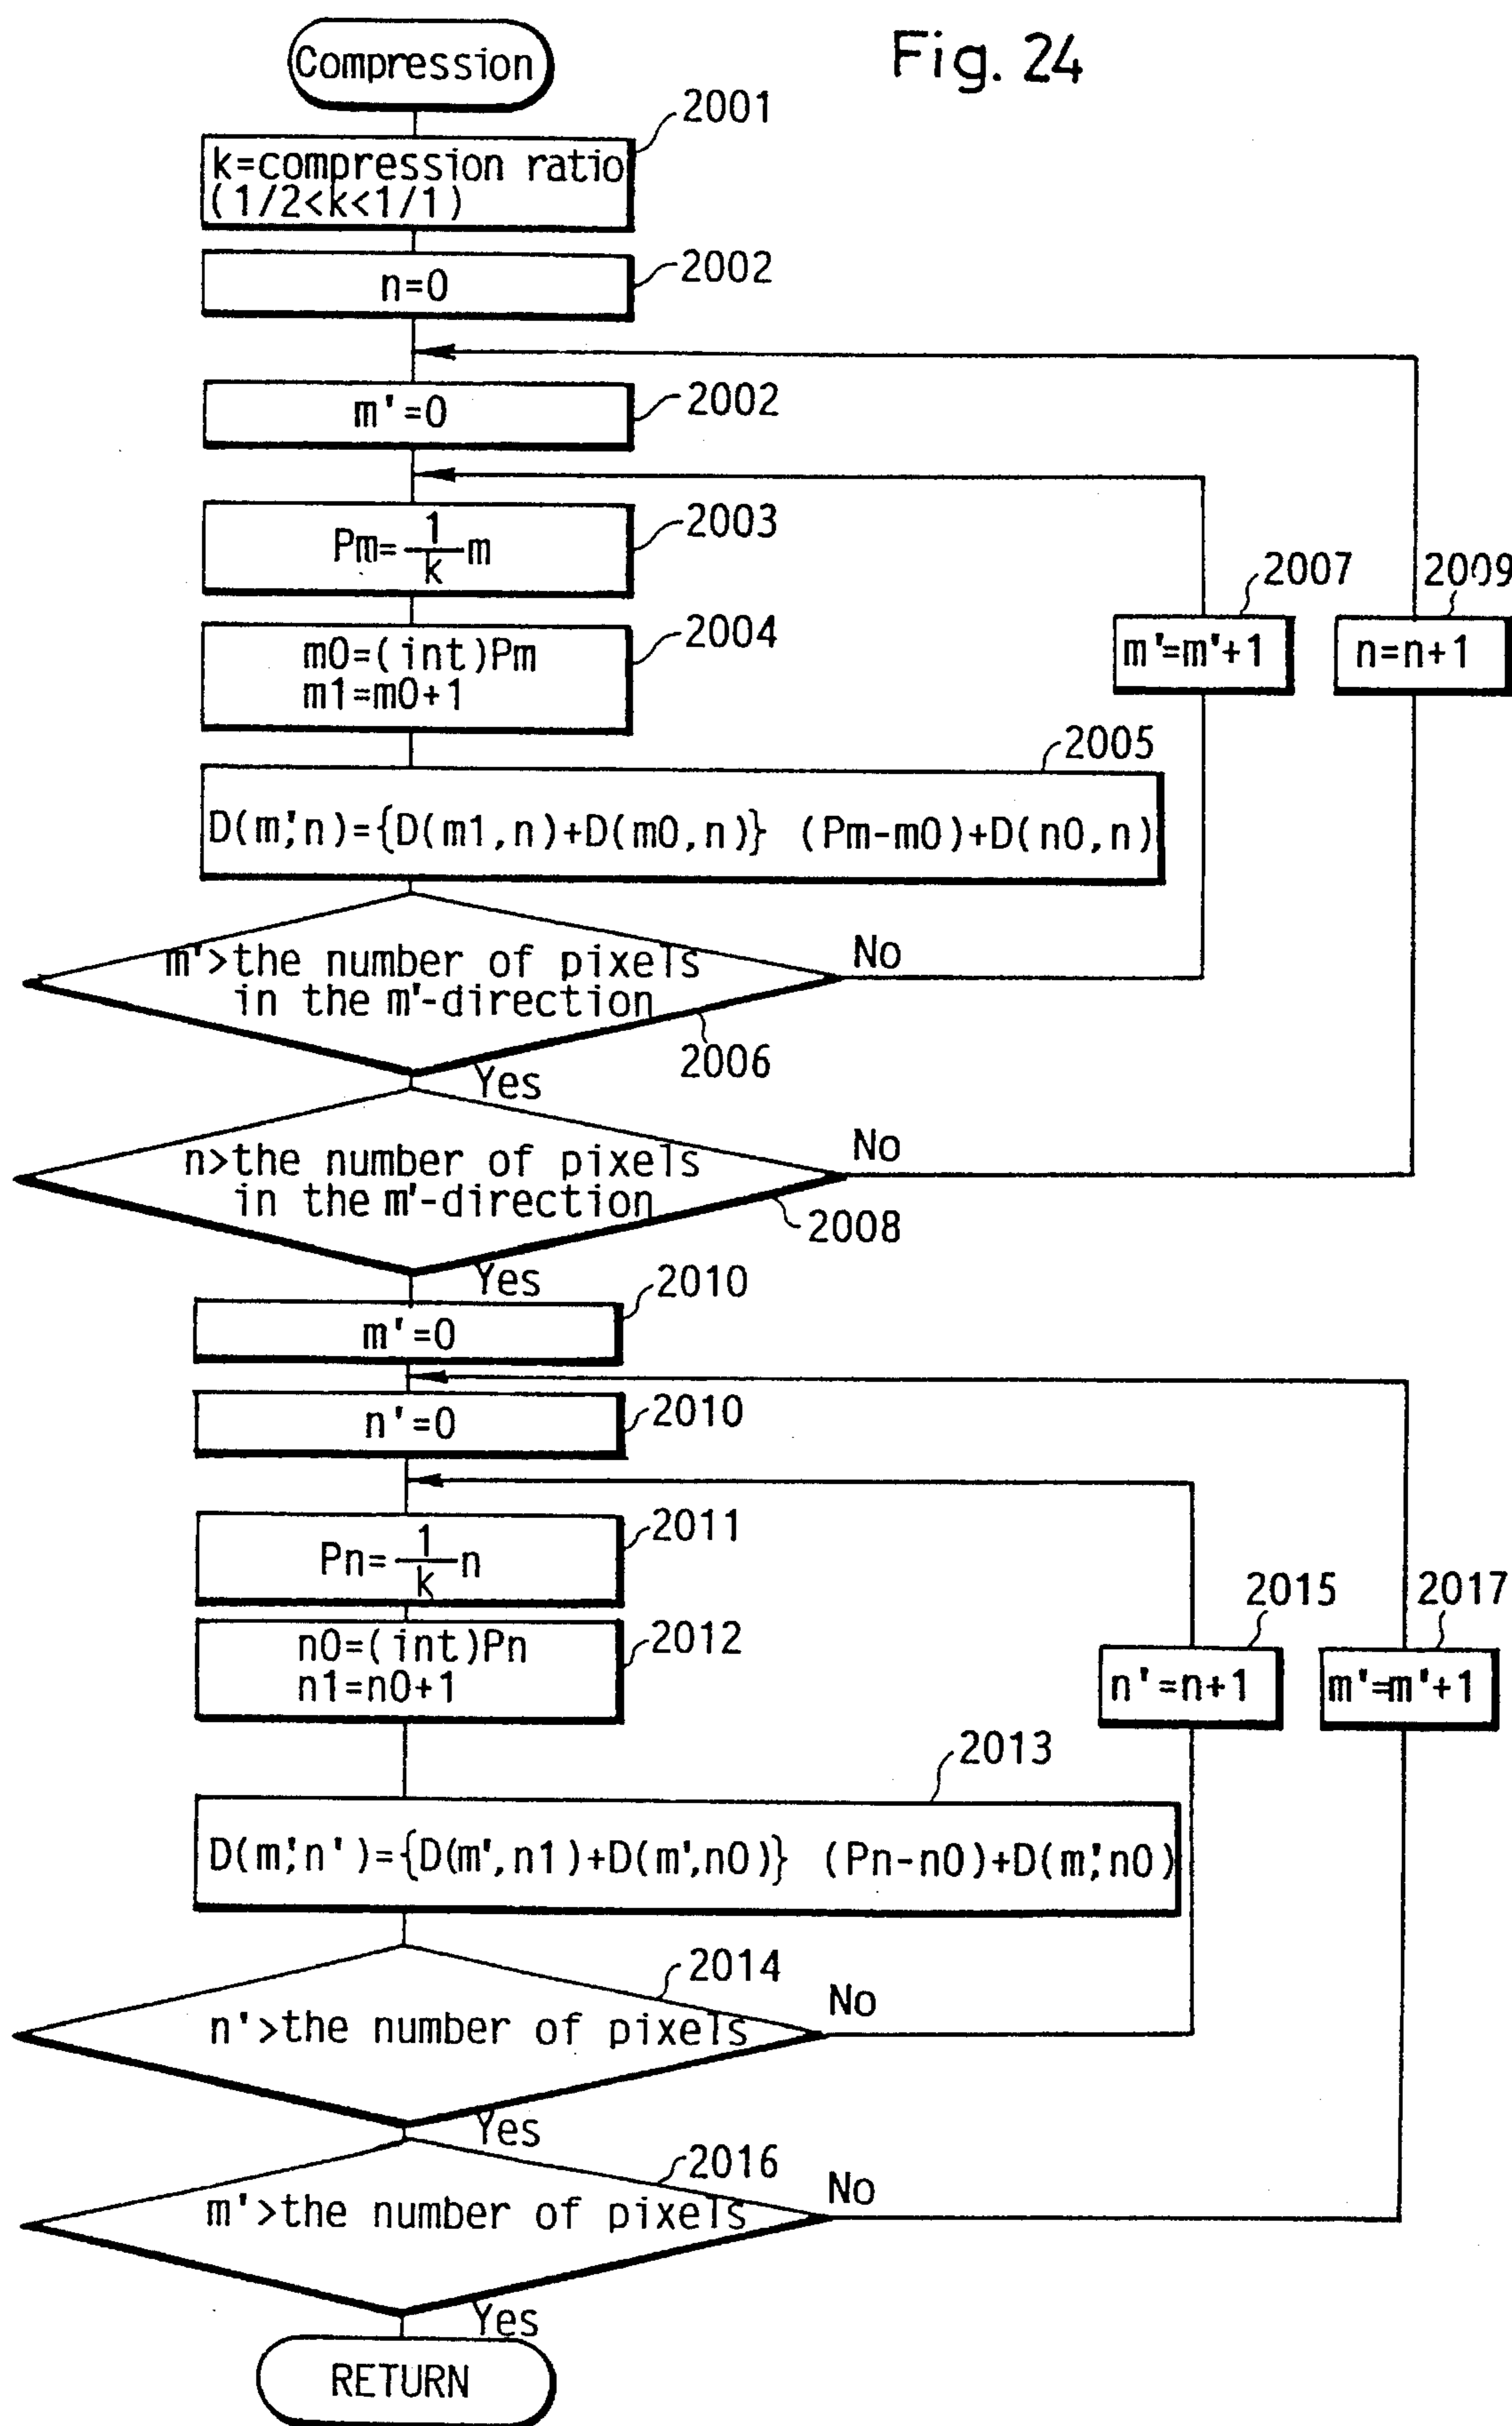 Fig. 24
Compression
2001
k=compression ratio
(1/2<k<1/1)
2002
n=0
2002
m'=0
2003
Pm=1/k m
2007
2009
2004
m0=(int)Pm
m1=m0+1
m'=m'+1
n=n+1
2005
D(m',n)={D(m1,n)+D(m0,n)} (Pm-m0)+D(n0,n)
m'>the number of pixels
in the m'-direction
No
2006
Yes
n>the number of pixels
in the m'-direction
No
2008
Yes
2010
m'=0
2010
n'=0
2011
Pn=1/k n
2015
2017
2012
n0=(int)Pn
n1=n0+1
n'=n+1
m'=m'+1
2013
D(m',n')={D(m',n1)+D(m',n0)} (Pn-n0)+D(m',n0)
2014
n'>the number of pixels
No
Yes
2016
m'>the number of pixels
No
Yes
RETURN